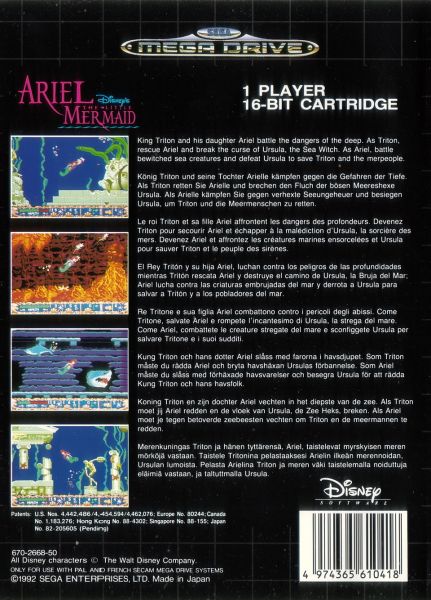 SEGA
MEGA DRIVE
ARIEL
Disney's
THE LITTLE
MERMAID
1 PLAYER
16-BIT CARTRIDGE
King Triton and his daughter Ariel battle the dangers of the deep. As Triton,
rescue Ariel and break the curse of Ursula, the Sea Witch. As Ariel, battle
bewitched sea creatures and defeat Ursula to save Triton and the merpeople.
König Triton und seine Tochter Arielle kämpfen gegen die Gefahren der Tiefe.
Als Triton retten Sie Arielle und brechen den Fluch der bösen Meereshexe
Ursula. Als Arielle kämpfen Sie gegen verhexte Seeungeheuer und besiegen
Ursula, um Triton und die Meermenschen zu retten.
Le roi Triton et sa fille Ariel affrontent les dangers des profondeurs. Devenez
Triton pour secourir Ariel et échapper à la malédiction d'Ursula, la sorcière des
mers. Devenez Ariel et affrontez les créatures marines ensorcelées et Ursula
pour sauver Triton et le peuple des sirènes.
El Rey Tritón y su hija Ariel, luchan contra los peligros de las profundidades
mientras Triton rescata Ariel y destruye el camino de Ursula, la Bruja del Mar;
Ariel lucha contra las criaturas embrujadas del mar y derrota a Ursula para
salvar a Tritón y a los pobladores del mar.
Re Tritone e sua figlia Ariel combattono contro i pericoli degli abissi. Come
Tritone, salvate Ariel e rompete l'incantesimo di Ursula, la strega del mare.
Come Ariel, combattete le creature stregate del mare e sconfiggete Ursula per
salvare Tritone e i suoi sudditi.
Kung Triton och hans dotter Ariel slåss med farorna i havsdjupet. Som Triton
måste du rädda Ariel och bryta havshäxan Ursulas förbannelse. Som Ariel
måste du slåss med förhäxade havsvarelser och besegra Ursula för att rädda
Kung Triton och hans havsfolk.
Koning Triton en zijn dochter Ariel vechten in het diepste van de zee. Als Triton
moet jij Ariel redden en de vloek van Ursula, de Zee Heks, breken. Als Ariel
moet je tegen betoverde zeebeesten vechten om Triton en de meermannen te
redden.
Merenkuningas Triton ja hänen tyttärensä, Ariel, taistelevat myrskyisen meren
mörköjä vastaan. Taistele Tritonina pelastaaksesi Arielin ilkeän merennoidan,
Ursulan lumoista. Pelasta Arielina Triton ja meren väki taistelemalla noiduttuja
eläimiä vastaan, ja taltuttmalla Ursula.
Patents: U.S. Nos. 4,442,486/4,454,594/4,462,076; Europe No. 80244; Canada
No. 1,183,276; Hong Kong No. 88-4302; Singapore No. 88-155; Japan
No. 82-205605 (Pending)
Disney
SOFTWARE
670-2668-50
All Disney characters © The Walt Disney Company.
ONLY FOR USE WITH PAL AND FRENCH SECAM MEGA DRIVE SYSTEMS
©1992 SEGA ENTERPRISES, LTD. Made in Japan
4 974365 610418